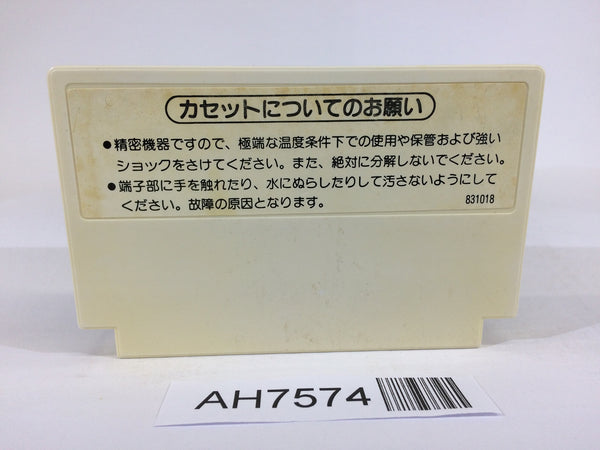 カセットについてのお願い
●精密機器ですので、極端な温度条件下での使用や保管および強い
ショックをさけてください。また、絶対に分解しないでください。
●端子部に手を触れたり、水にぬらしたりして汚さないようにして
ください。故障の原因となります。
831018
AH7574